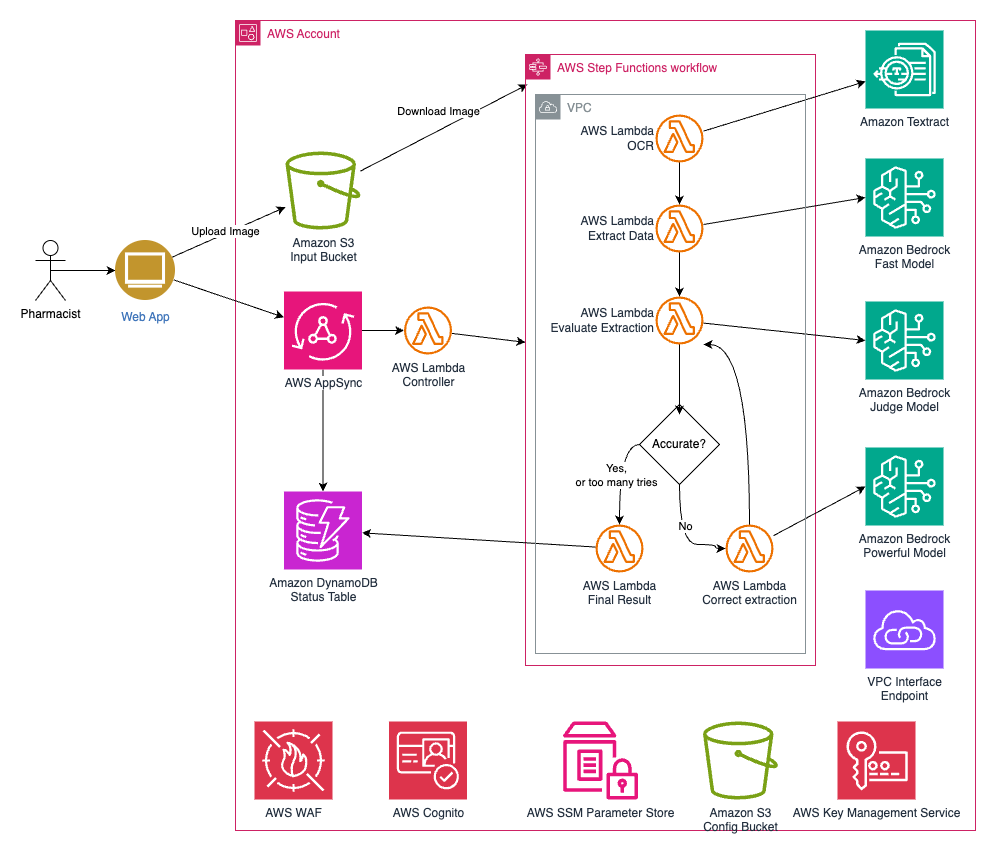 AWS Account
AWS Step Functions workflow
VPC
Download Image
AWS Lambda
OCR
Amazon Textract
Upload Image
Amazon S3
Input Bucket
AWS Lambda
Extract Data
Amazon Bedrock
Fast Model
Pharmacist
Web App
AWS AppSync
AWS Lambda
Controller
AWS Lambda
Evaluate Extraction
Amazon Bedrock
Judge Model
Accurate?
Yes,
or too many tries
No
Amazon Bedrock
Powerful Model
Amazon DynamoDB
Status Table
AWS Lambda
Final Result
AWS Lambda
Correct extraction
VPC Interface
Endpoint
AWS WAF
AWS Cognito
AWS SSM Parameter Store
Amazon S3
Config Bucket
AWS Key Management Service